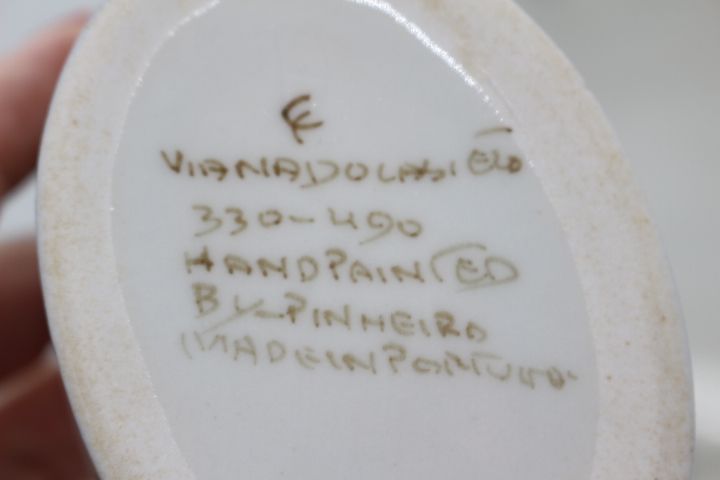 VIANADOCASTELO
330-490
HANDPAINTED
BY-PINHEIRO
MADEINPORTUGAL